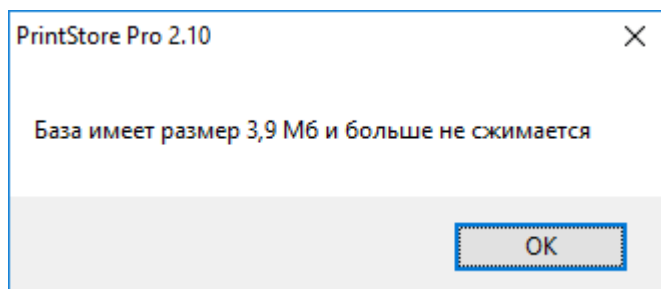 PrintStore Pro 2.10
База имеет размер 3,9 Мб и больше не сжимается
OK